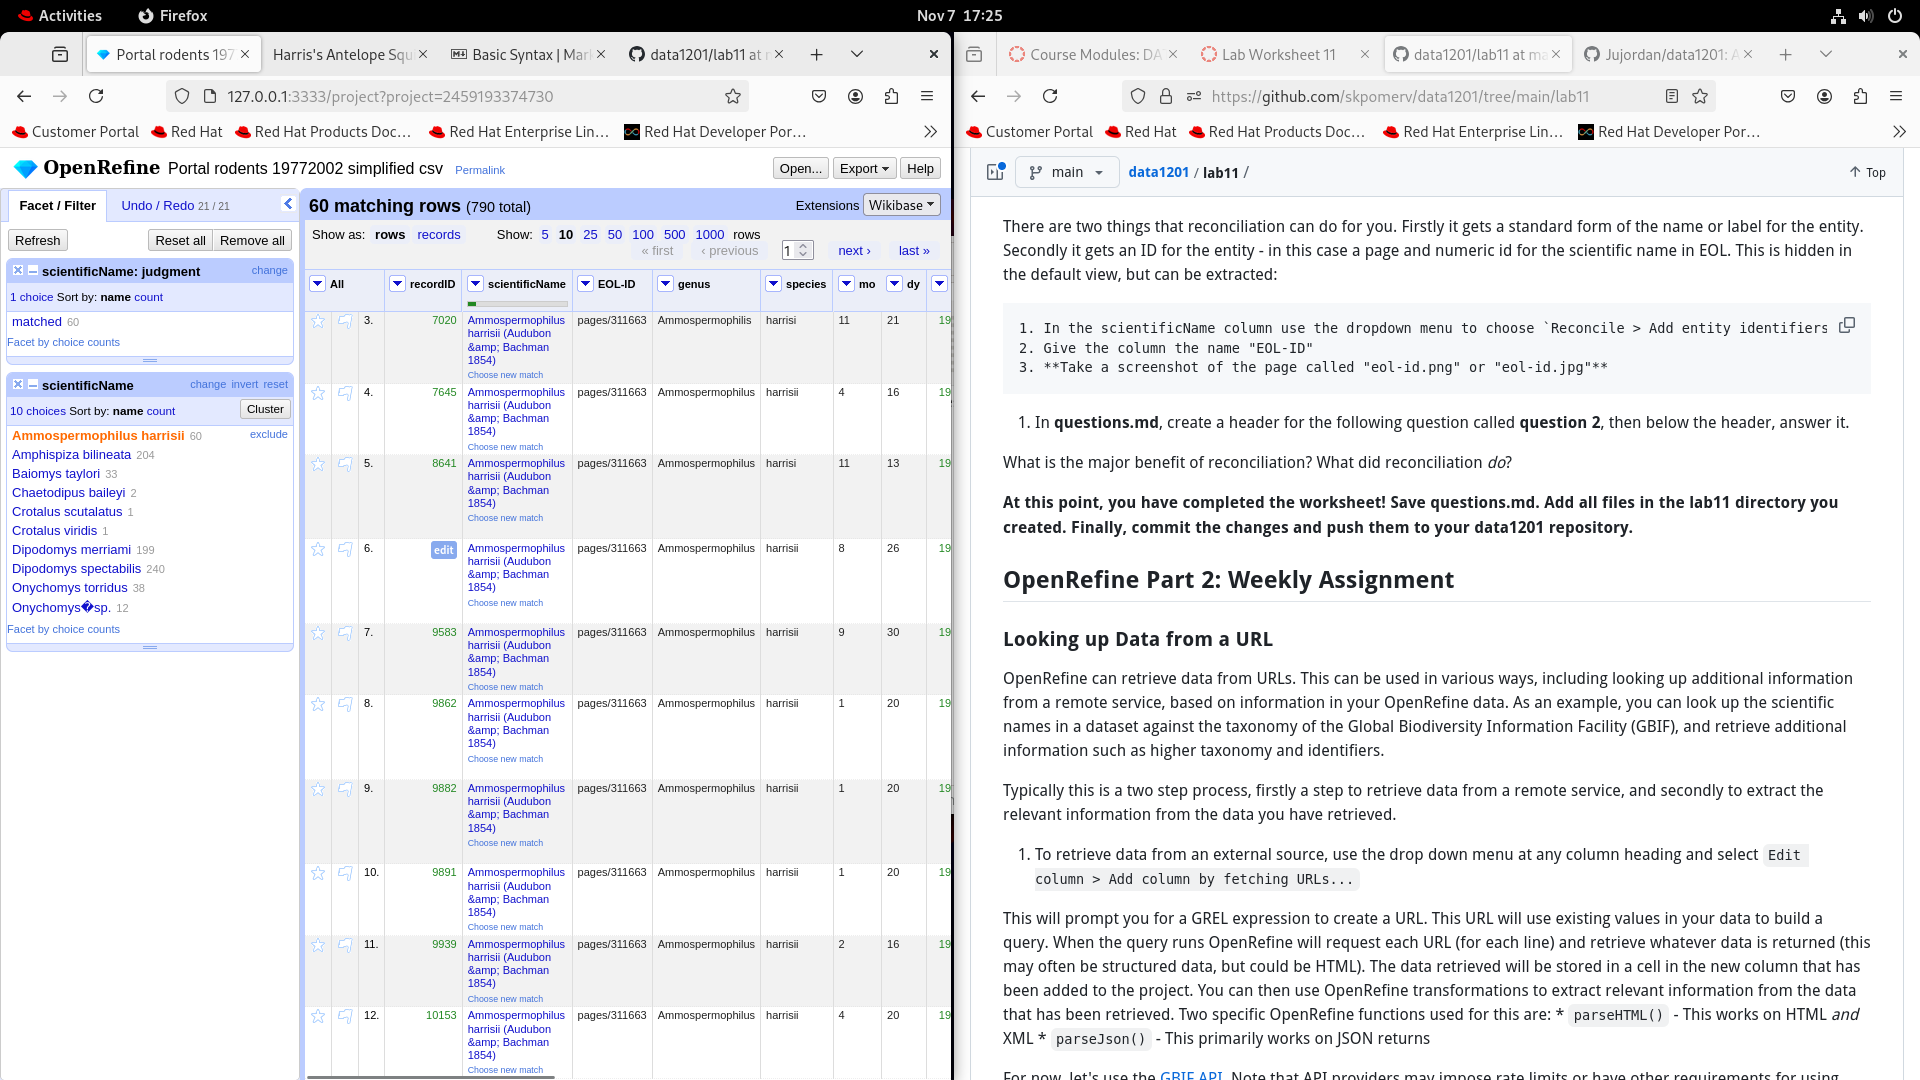 Activities
Firefox
Nov 7 17:25
Portal rodents 197
Harris's Antelope Squ
Basic Syntax | Mar
data1201/lab11 at m
127.0.0.1:3333/project?project=2459193374730
Customer Portal
Red Hat
Red Hat Products Doc…
Red Hat Enterprise Lin…
Red Hat Developer Por…
OpenRefine Portal rodents 19772002 simplified csv Permalink
Open... Export Help
Facet / Filter
Undo / Redo 21 / 21
Refresh
Reset all
Remove all
scientificName: judgment
change
1 choice Sort by: name count
matched 60
Facet by choice counts
scientificName
change invert reset
10 choices Sort by: name count
Cluster
Ammospermophilus harrisii 60
exclude
Amphispiza bilineata 204
Baiomys taylori 33
Chaetodipus baileyi 2
Crotalus scutalatus 1
Crotalus viridis 1
Dipodomys merriami 199
Dipodomys spectabilis 240
Onychomys torridus 38
Onychomys�sp. 12
Facet by choice counts
60 matching rows (790 total)
Extensions Wikibase
Show as: rows records
Show: 5 10 25 50 100 500 1000 rows
« first ‹ previous 1 next › last »
All recordID scientificName EOL-ID genus species mo dy
3. 7020 Ammospermophilus pages/311663 Ammospermophilis harrisi 11 21 19
harrisii (Audubon
&amp; Bachman
1854)
Choose new match
4. 7645 Ammospermophilus pages/311663 Ammospermophilus harrisii 4 16 19
harrisii (Audubon
&amp; Bachman
1854)
Choose new match
5. 8641 Ammospermophilus pages/311663 Ammospermophilus harrisi 11 13 19
harrisii (Audubon
&amp; Bachman
1854)
Choose new match
6. edit Ammospermophilus pages/311663 Ammospermophilus harrisii 8 26 19
harrisii (Audubon
&amp; Bachman
1854)
Choose new match
7. 9583 Ammospermophilus pages/311663 Ammospermophilus harrisii 9 30 19
harrisii (Audubon
&amp; Bachman
1854)
Choose new match
8. 9862 Ammospermophilus pages/311663 Ammospermophilus harrisii 1 20 19
harrisii (Audubon
&amp; Bachman
1854)
Choose new match
9. 9882 Ammospermophilus pages/311663 Ammospermophilus harrisii 1 20 19
harrisii (Audubon
&amp; Bachman
1854)
Choose new match
10. 9891 Ammospermophilus pages/311663 Ammospermophilus harrisii 1 20 19
harrisii (Audubon
&amp; Bachman
1854)
Choose new match
11. 9939 Ammospermophilus pages/311663 Ammospermophilus harrisii 2 16 19
harrisii (Audubon
&amp; Bachman
1854)
Choose new match
12. 10153 Ammospermophilus pages/311663 Ammospermophilus harrisii 4 20 19
harrisii (Audubon
&amp; Bachman
1854)
Choose new match
Course Modules: DA
Lab Worksheet 11
data1201/lab11 at ma
Jujordan/data1201: A
https://github.com/skpomerv/data1201/tree/main/lab11
Customer Portal
Red Hat
Red Hat Products Doc…
Red Hat Enterprise Lin…
Red Hat Developer Por…
main
data1201 / lab11 /
Top
There are two things that reconciliation can do for you. Firstly it gets a standard form of the name or label for the entity.
Secondly it gets an ID for the entity - in this case a page and numeric id for the scientific name in EOL. This is hidden in
the default view, but can be extracted:
1. In the scientificName column use the dropdown menu to choose `Reconcile > Add entity identifiers
2. Give the column the name "EOL-ID"
3. **Take a screenshot of the page called "eol-id.png" or "eol-id.jpg"**
1. In questions.md, create a header for the following question called question 2, then below the header, answer it.
What is the major benefit of reconciliation? What did reconciliation do?
At this point, you have completed the worksheet! Save questions.md. Add all files in the lab11 directory you
created. Finally, commit the changes and push them to your data1201 repository.
OpenRefine Part 2: Weekly Assignment
Looking up Data from a URL
OpenRefine can retrieve data from URLs. This can be used in various ways, including looking up additional information
from a remote service, based on information in your OpenRefine data. As an example, you can look up the scientific
names in a dataset against the taxonomy of the Global Biodiversity Information Facility (GBIF), and retrieve additional
information such as higher taxonomy and identifiers.
Typically this is a two step process, firstly a step to retrieve data from a remote service, and secondly to extract the
relevant information from the data you have retrieved.
1. To retrieve data from an external source, use the drop down menu at any column heading and select Edit
column > Add column by fetching URLs...
This will prompt you for a GREL expression to create a URL. This URL will use existing values in your data to build a
query. When the query runs OpenRefine will request each URL (for each line) and retrieve whatever data is returned (this
may often be structured data, but could be HTML). The data retrieved will be stored in a cell in the new column that has
been added to the project. You can then use OpenRefine transformations to extract relevant information from the data
that has been retrieved. Two specific OpenRefine functions used for this are: * parseHTML() - This works on HTML and
XML * parseJson() - This primarily works on JSON returns
For now, let's use the GBIF API. Note that API providers may impose rate limits or have other requirements for using